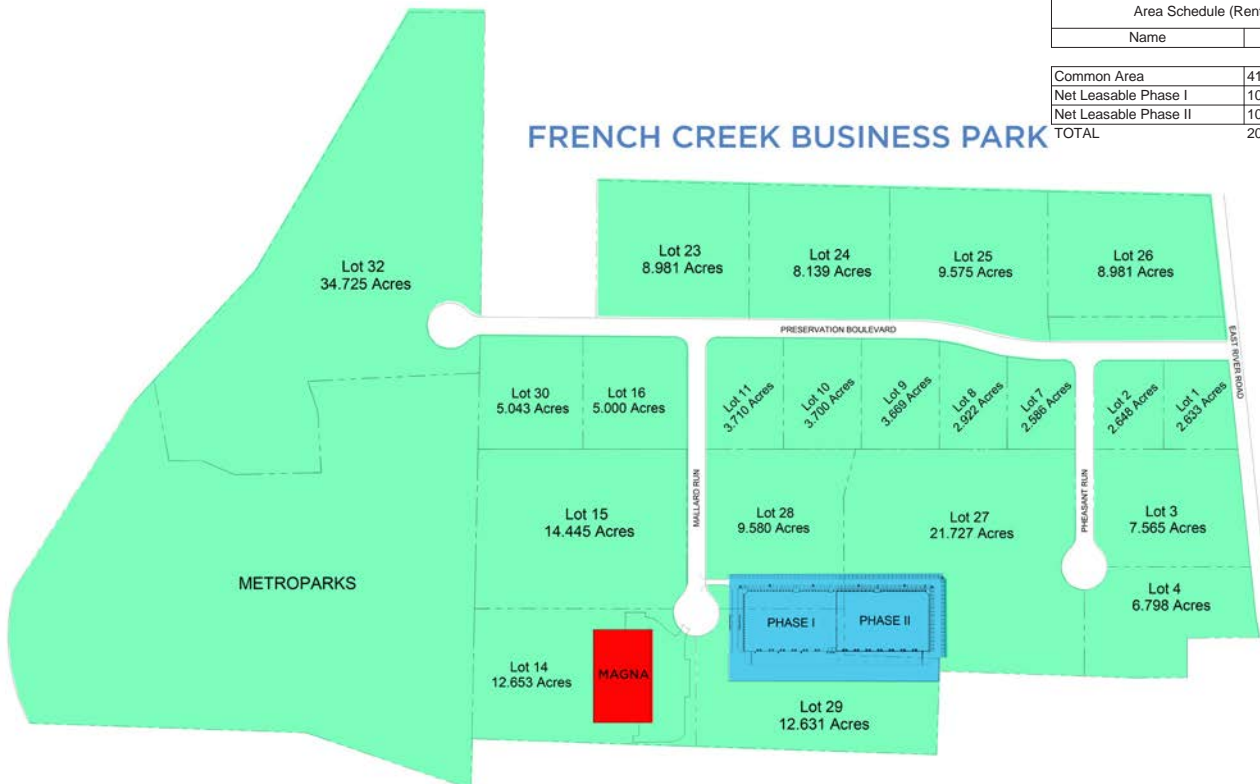 Area Schedule (Rent
Name
Common Area 41
Net Leasable Phase I 10
Net Leasable Phase II 10
TOTAL 20
FRENCH CREEK BUSINESS PARK
Lot 32
34.725 Acres
Lot 23
8.981 Acres
Lot 24
8.139 Acres
Lot 25
9.575 Acres
Lot 26
8.981 Acres
PRESERVATION BOULEVARD
EAST RIVER ROAD
Lot 30
5.043 Acres
Lot 16
5.000 Acres
Lot 11
3.710 Acres
Lot 10
3.700 Acres
Lot 9
3.669 Acres
Lot 8
2.922 Acres
Lot 7
2.586 Acres
Lot 2
2.648 Acres
Lot 1
2.633 Acres
MALLARD RUN
PHEASANT RUN
Lot 15
14.445 Acres
Lot 28
9.580 Acres
Lot 27
21.727 Acres
Lot 3
7.565 Acres
METROPARKS
Lot 4
6.798 Acres
PHASE I
PHASE II
Lot 14
12.653 Acres
MAGNA
Lot 29
12.631 Acres